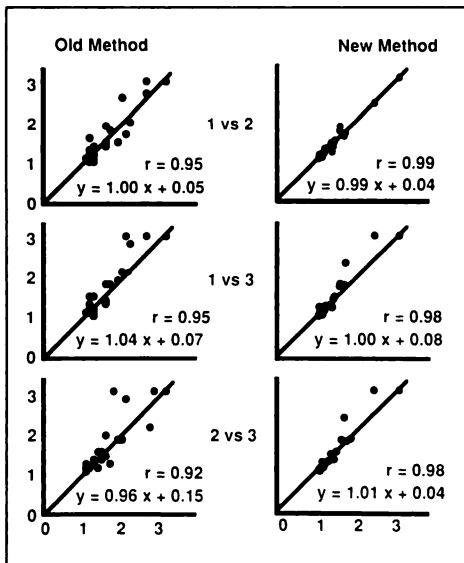 Old Method
New Method
3
2
1
0
1 vs 2
r = 0.95
y = 1.00 x + 0.05
r = 0.99
y = 0.99 x + 0.04
3
2
1
0
1 vs 3
r = 0.95
y = 1.04 x + 0.07
r = 0.98
y = 1.00 x + 0.08
3
2
1
0
2 vs 3
r = 0.92
y = 0.96 x + 0.15
r = 0.98
y = 1.01 x + 0.04
0 1 2 3
0 1 2 3